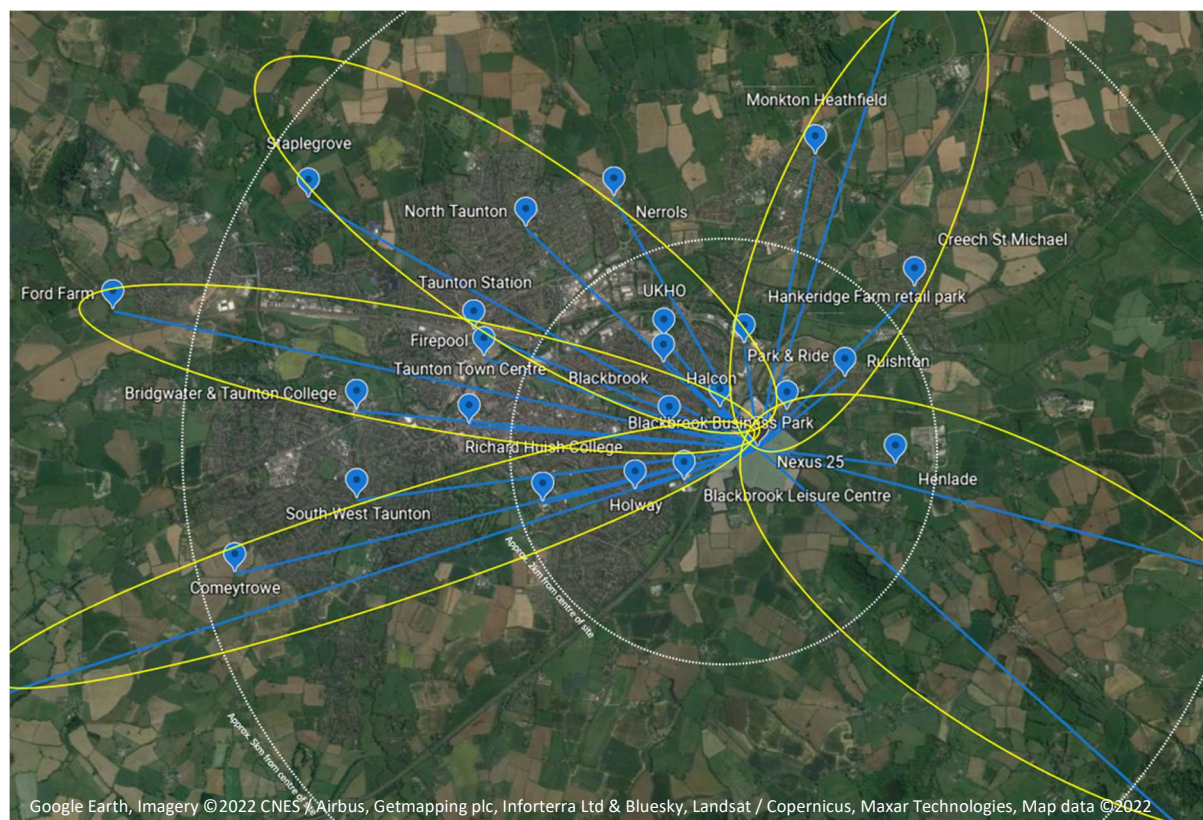 Monkton Heathfield
Staplegrove
North Taunton
Nerrols
Creech St Michael
Taunton Station
UKHO
Ford Farm
Hankeridge Farm retail park
Firepool
Park & Ride
Ruishton
Taunton Town Centre
Blackbrook
Halcon
Bridgwater & Taunton College
Blackbrook Business Park
Richard Huish College
Nexus 25
Henlade
Blackbrook Leisure Centre
Holway
South West Taunton
Approx. 2km from centre of site
Comeytrowe
Approx. 5km from centre of
Google Earth, Imagery ©2022 CNES / Airbus, Getmapping plc, Inforterra Ltd & Bluesky, Landsat / Copernicus, Maxar Technologies, Map data ©2022